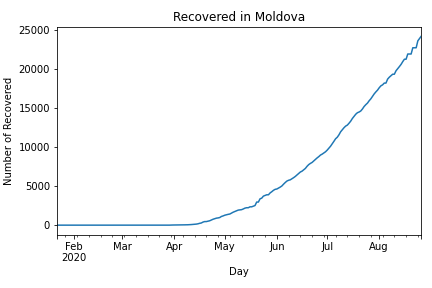 Recovered in Moldova
Number of Recovered
25000
20000
15000
10000
5000
0
Feb Mar Apr May Jun Jul Aug
2020
Day